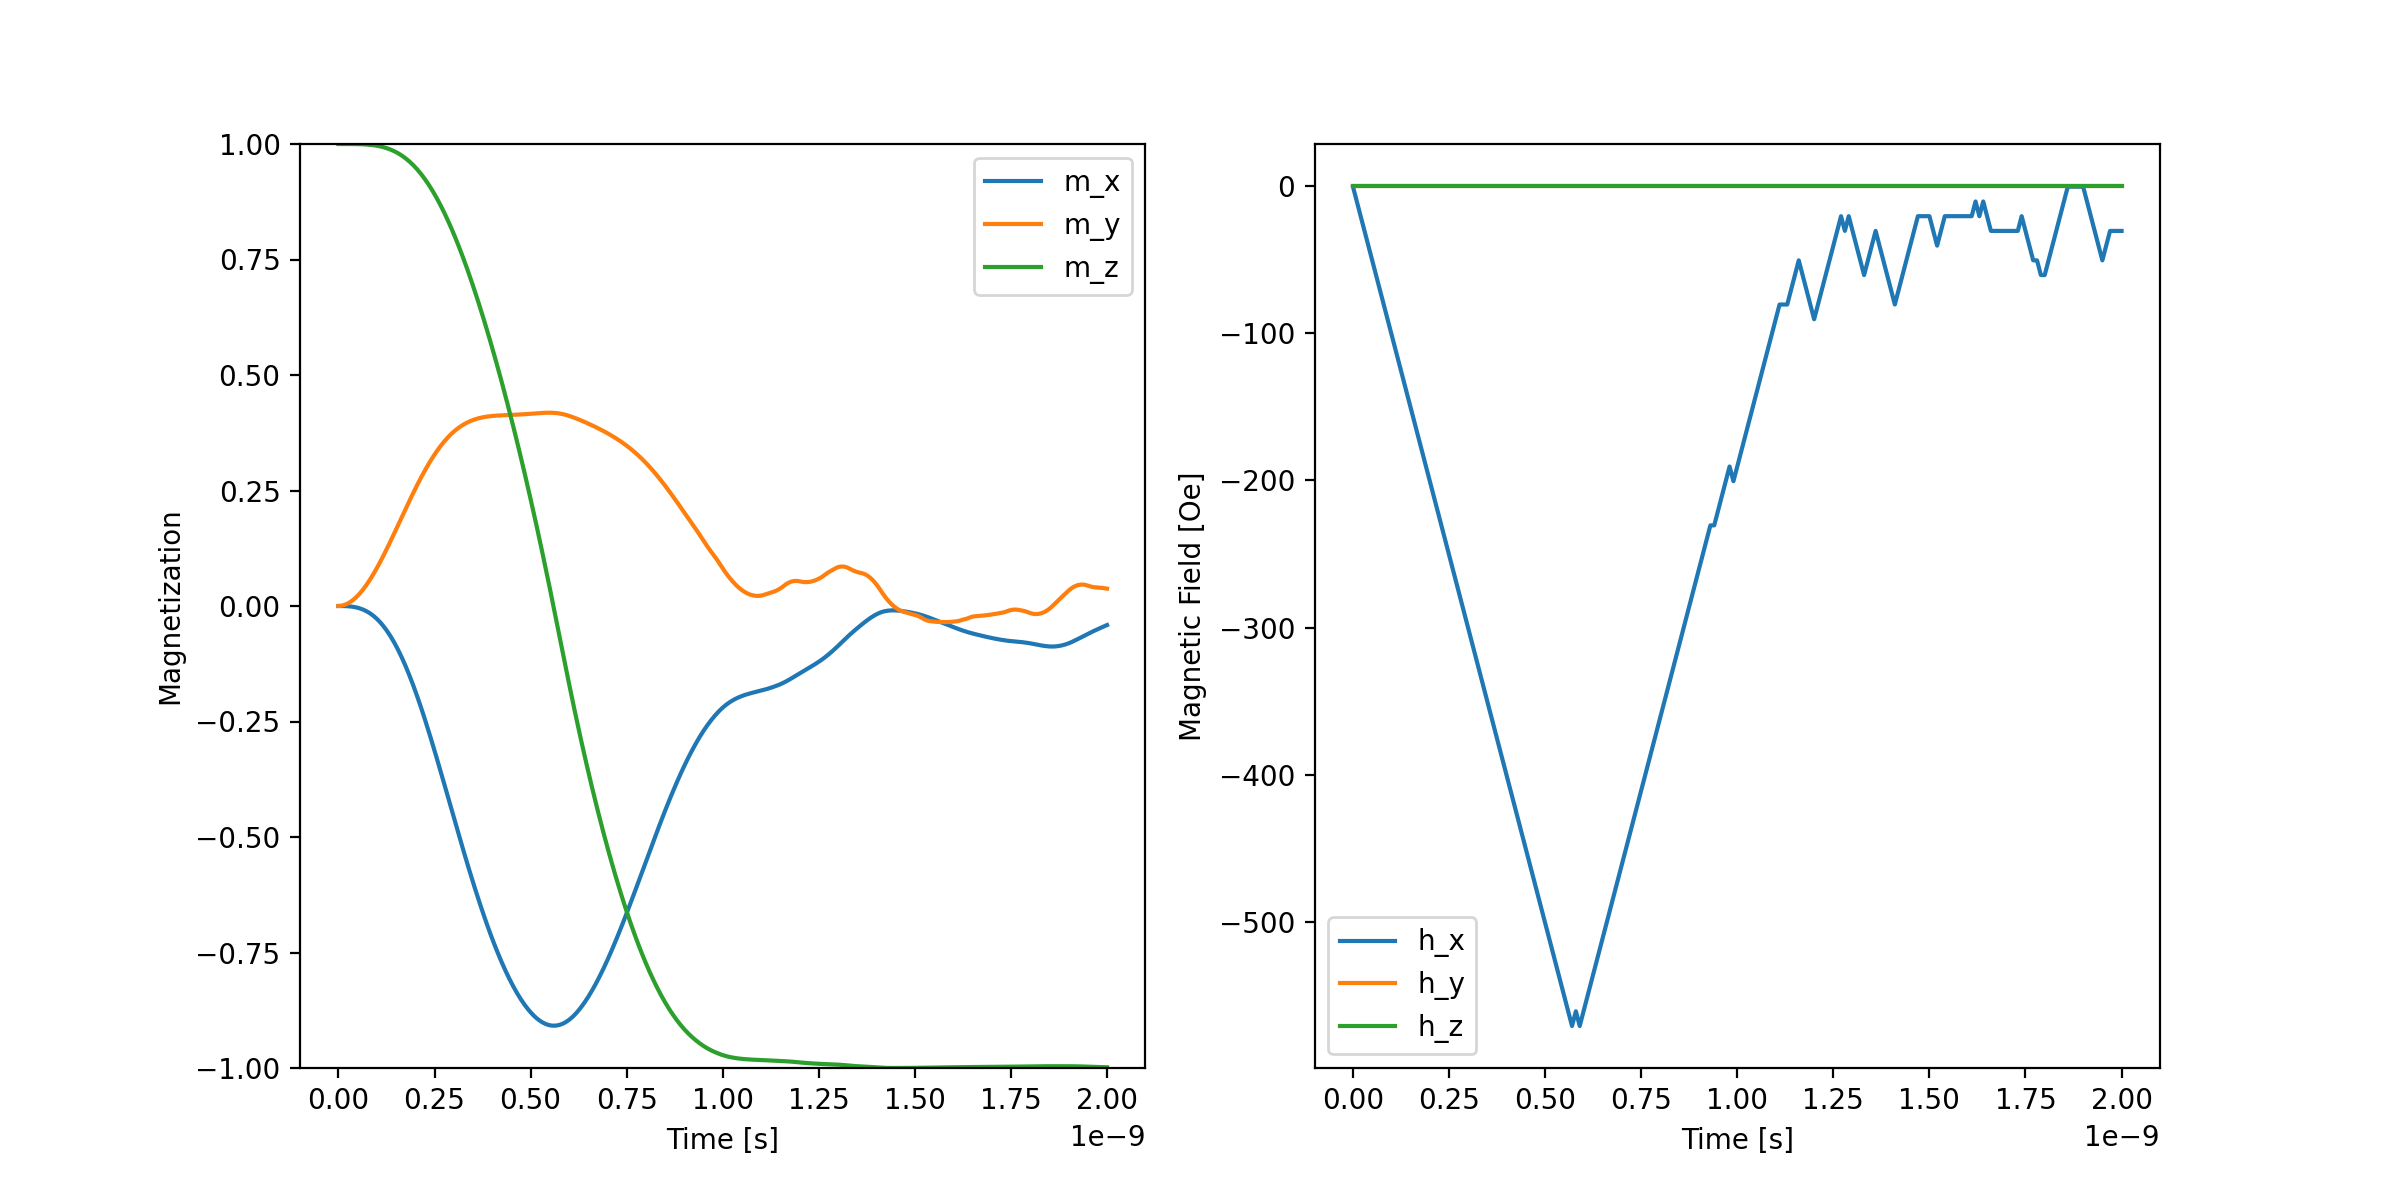 1.00
0.75
0.50
0.25
0.00
−0.25
−0.50
−0.75
−1.00
Magnetization
0.00 0.25 0.50 0.75 1.00 1.25 1.50 1.75 2.00
Time [s]
1e−9
m_x
m_y
m_z
0
−100
−200
−300
−400
−500
Magnetic Field [Oe]
h_x
h_y
h_z
0.00 0.25 0.50 0.75 1.00 1.25 1.50 1.75 2.00
Time [s]
1e−9